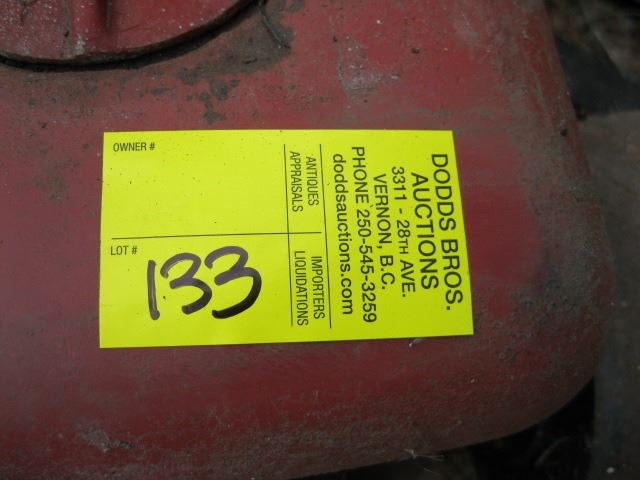 DODDS BROS.
AUCTIONS
3311 - 28TH AVE.
VERNON, B.C.
PHONE 250-545-3259
doddsauctions.com
ANTIQUES
APPRAISALS
IMPORTERS
LIQUIDATIONS
OWNER #
LOT #
133